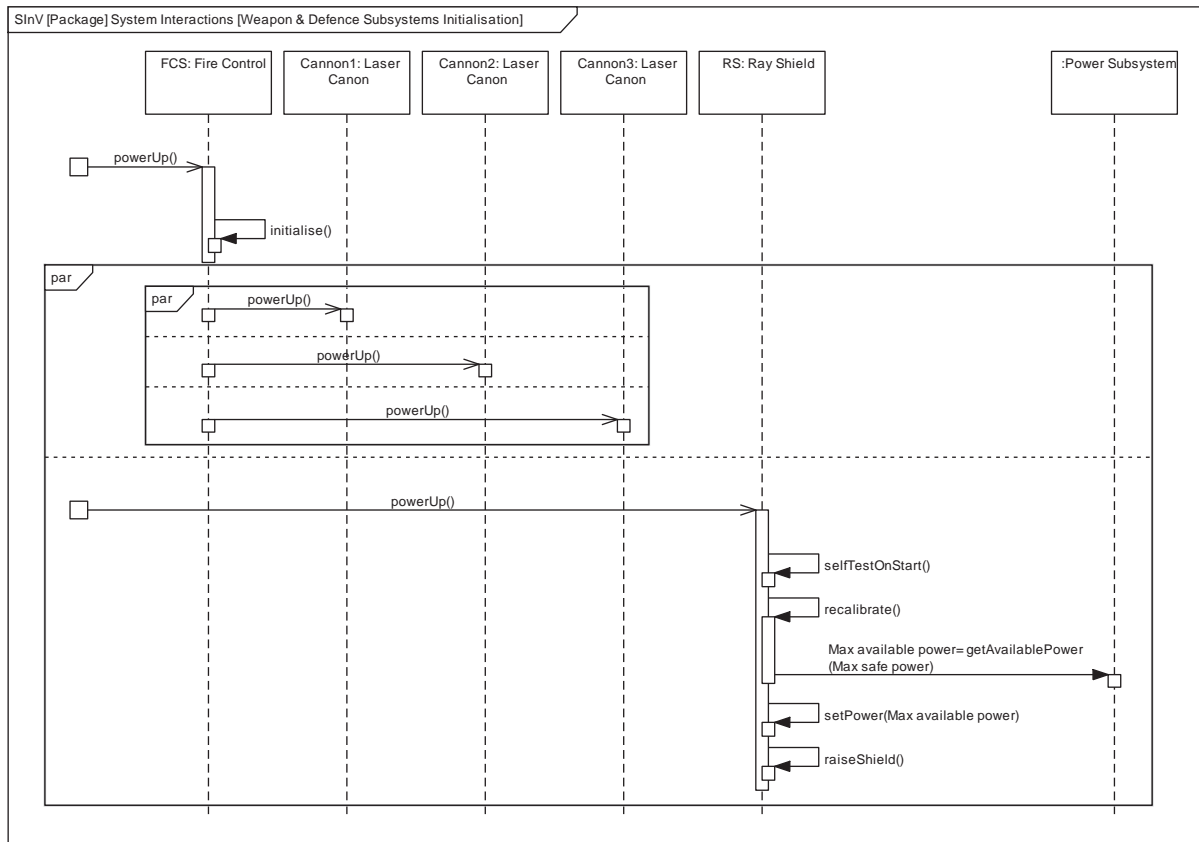 SInV [Package] System Interactions [Weapon & Defence Subsystems Initialisation]
FCS: Fire Control
Cannon1: Laser
Canon
Cannon2: Laser
Canon
Cannon3: Laser
Canon
RS: Ray Shield
:Power Subsystem
powerUp()
initialise()
par
par
powerUp()
powerUp()
powerUp()
powerUp()
selfTestOnStart()
recalibrate()
Max available power= getAvailablePower
(Max safe power)
setPower(Max available power)
raiseShield()